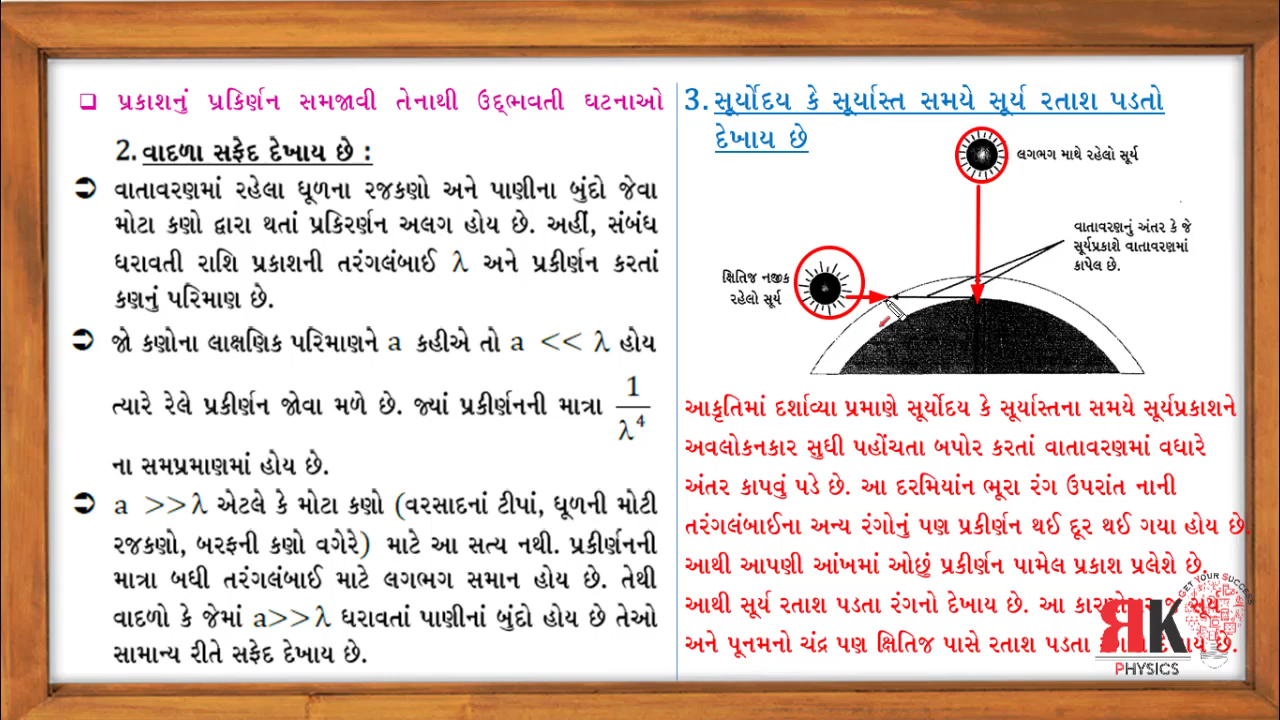 ❑ પ્રકાશનું પ્રકિર્ણન સમજાવી તેનાથી ઉદ્ભવતી ઘટનાઓ
2. વાદળા સફેદ દેખાય છે :
➲ વાતાવરણમાં રહેલા ધૂળના રજકણો અને પાણીના બુંદો જેવા
મોટા કણો દ્વારા થતાં પ્રકિરર્ણન અલગ હોય છે. અહીં, સંબંધ
ધરાવતી રાશિ પ્રકાશની તરંગલંબાઈ λ અને પ્રકીર્ણન કરતાં
કણનું પરિમાણ છે.
➲ જો કણોના લાક્ષણિક પરિમાણને a કહીએ તો a << λ હોય
ત્યારે રેલે પ્રકીર્ણન જોવા મળે છે. જ્યાં પ્રકીર્ણનની માત્રા 1/λ⁴
ના સમપ્રમાણમાં હોય છે.
➲ a >>λ એટલે કે મોટા કણો (વરસાદનાં ટીપાં, ધૂળની મોટી
રજકણો, બરફની કણો વગેરે) માટે આ સત્ય નથી. પ્રકીર્ણનની
માત્રા બધી તરંગલંબાઈ માટે લગભગ સમાન હોય છે. તેથી
વાદળો કે જેમાં a>>λ ધરાવતાં પાણીનાં બુંદો હોય છે તેઓ
સામાન્ય રીતે સફેદ દેખાય છે.
3. સૂર્યોદય કે સૂર્યાસ્ત સમયે સૂર્ય રતાશ પડતો
દેખાય છે
લગભગ માથે રહેલો સૂર્ય
વાતાવરણનું અંતર કે જે
સૂર્યપ્રકાશે વાતાવરણમાં
કાપેલ છે.
ક્ષિતિજ નજીક
રહેલો સૂર્ય
આકૃતિમાં દર્શાવ્યા પ્રમાણે સૂર્યોદય કે સૂર્યાસ્તના સમયે સૂર્યપ્રકાશને
અવલોકનકાર સુધી પહોંચતા બપોર કરતાં વાતાવરણમાં વધારે
અંતર કાપવું પડે છે. આ દરમિયાંન ભૂરા રંગ ઉપરાંત નાની
તરંગલંબાઈના અન્ય રંગોનું પણ પ્રકીર્ણન થઈ દૂર થઈ ગયા હોય છે.
આથી આપણી આંખમાં ઓછું પ્રકીર્ણન પામેલ પ્રકાશ પ્રલેશે છે.
આથી સૂર્ય રતાશ પડતા રંગનો દેખાય છે. આ જ સૂર્ય
અને પૂનમનો ચંદ્ર પણ ક્ષિતિજ પાસે રતાશ પડતા છે.
GET YOUR SUCCESS
RK
PHYSICS